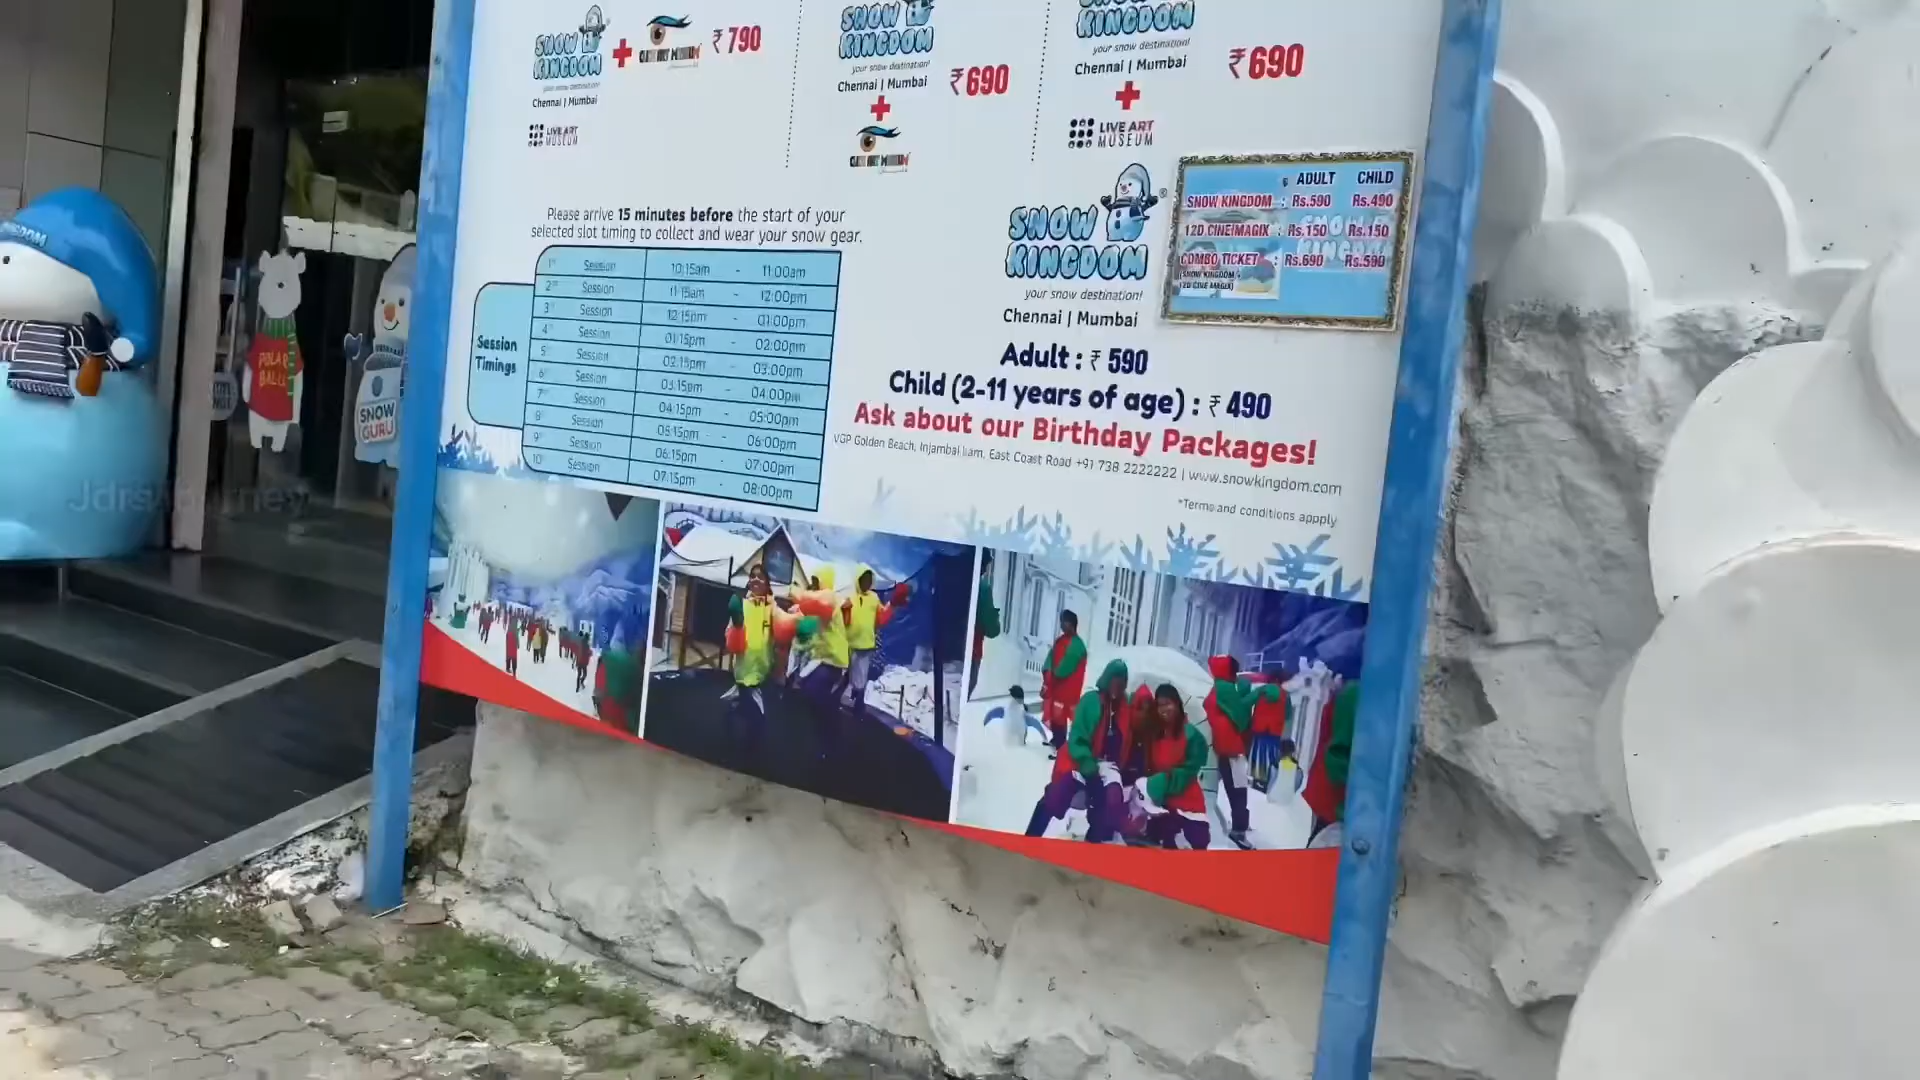 SNOW KINGDOM
your snow destination!
Chennai | Mumbai
+
₹ 790
LIVE ART MUSEUM
SNOW KINGDOM
your snow destination!
Chennai | Mumbai
+
₹ 690
KINGDOM
your snow destination!
Chennai | Mumbai
+
LIVE ART MUSEUM
₹ 690
Please arrive 15 minutes before the start of your
selected slot timing to collect and wear your snow gear.
Session Timings
1st Session 10:15am - 11:00am
2nd Session 11:15am - 12:00pm
3rd Session 12:15pm - 01:00pm
4th Session 01:15pm - 02:00pm
5th Session 02:15pm - 03:00pm
6th Session 03:15pm - 04:00pm
7th Session 04:15pm - 05:00pm
8th Session 05:15pm - 06:00pm
9th Session 06:15pm - 07:00pm
10th Session 07:15pm - 08:00pm
SNOW KINGDOM
your snow destination!
Chennai | Mumbai
ADULT CHILD
SNOW KINGDOM : Rs.590 Rs.490
12D CINEIMAGIX : Rs.150 Rs.150
COMBO TICKET : Rs.690 Rs.590
(SNOW KINGDOM +
12D CINE MAGIX)
Adult : ₹ 590
Child (2-11 years of age) : ₹ 490
Ask about our Birthday Packages!
VGP Golden Beach, Injambakkam, East Coast Road +91 738 2222222 | www.snowkingdom.com
*Terms and conditions appply
POLAR BALU
SNOW GURU